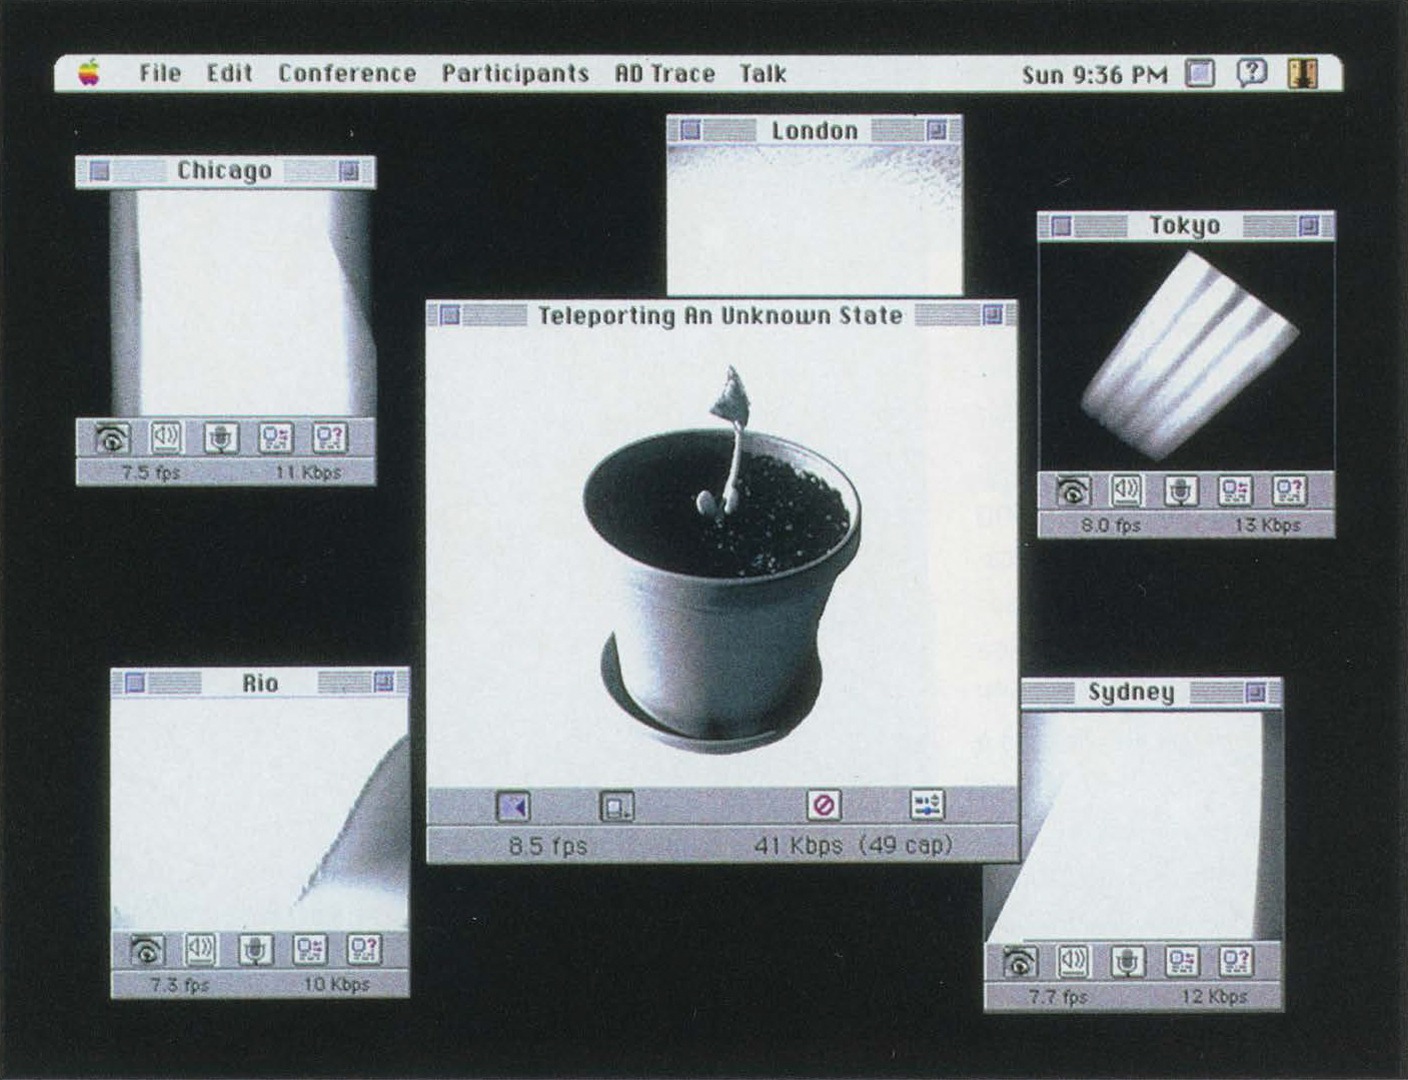 File Edit Conference Participants AD Trace Talk Sun 9:36 PM
London
Chicago
Tokyo
Teleporting An Unknown State
7.5 fps 11 Kbps
8.0 fps 13 Kbps
Rio
Sydney
8.5 fps 41 Kbps (49 cap)
7.3 fps 10 Kbps
7.7 fps 12 Kbps